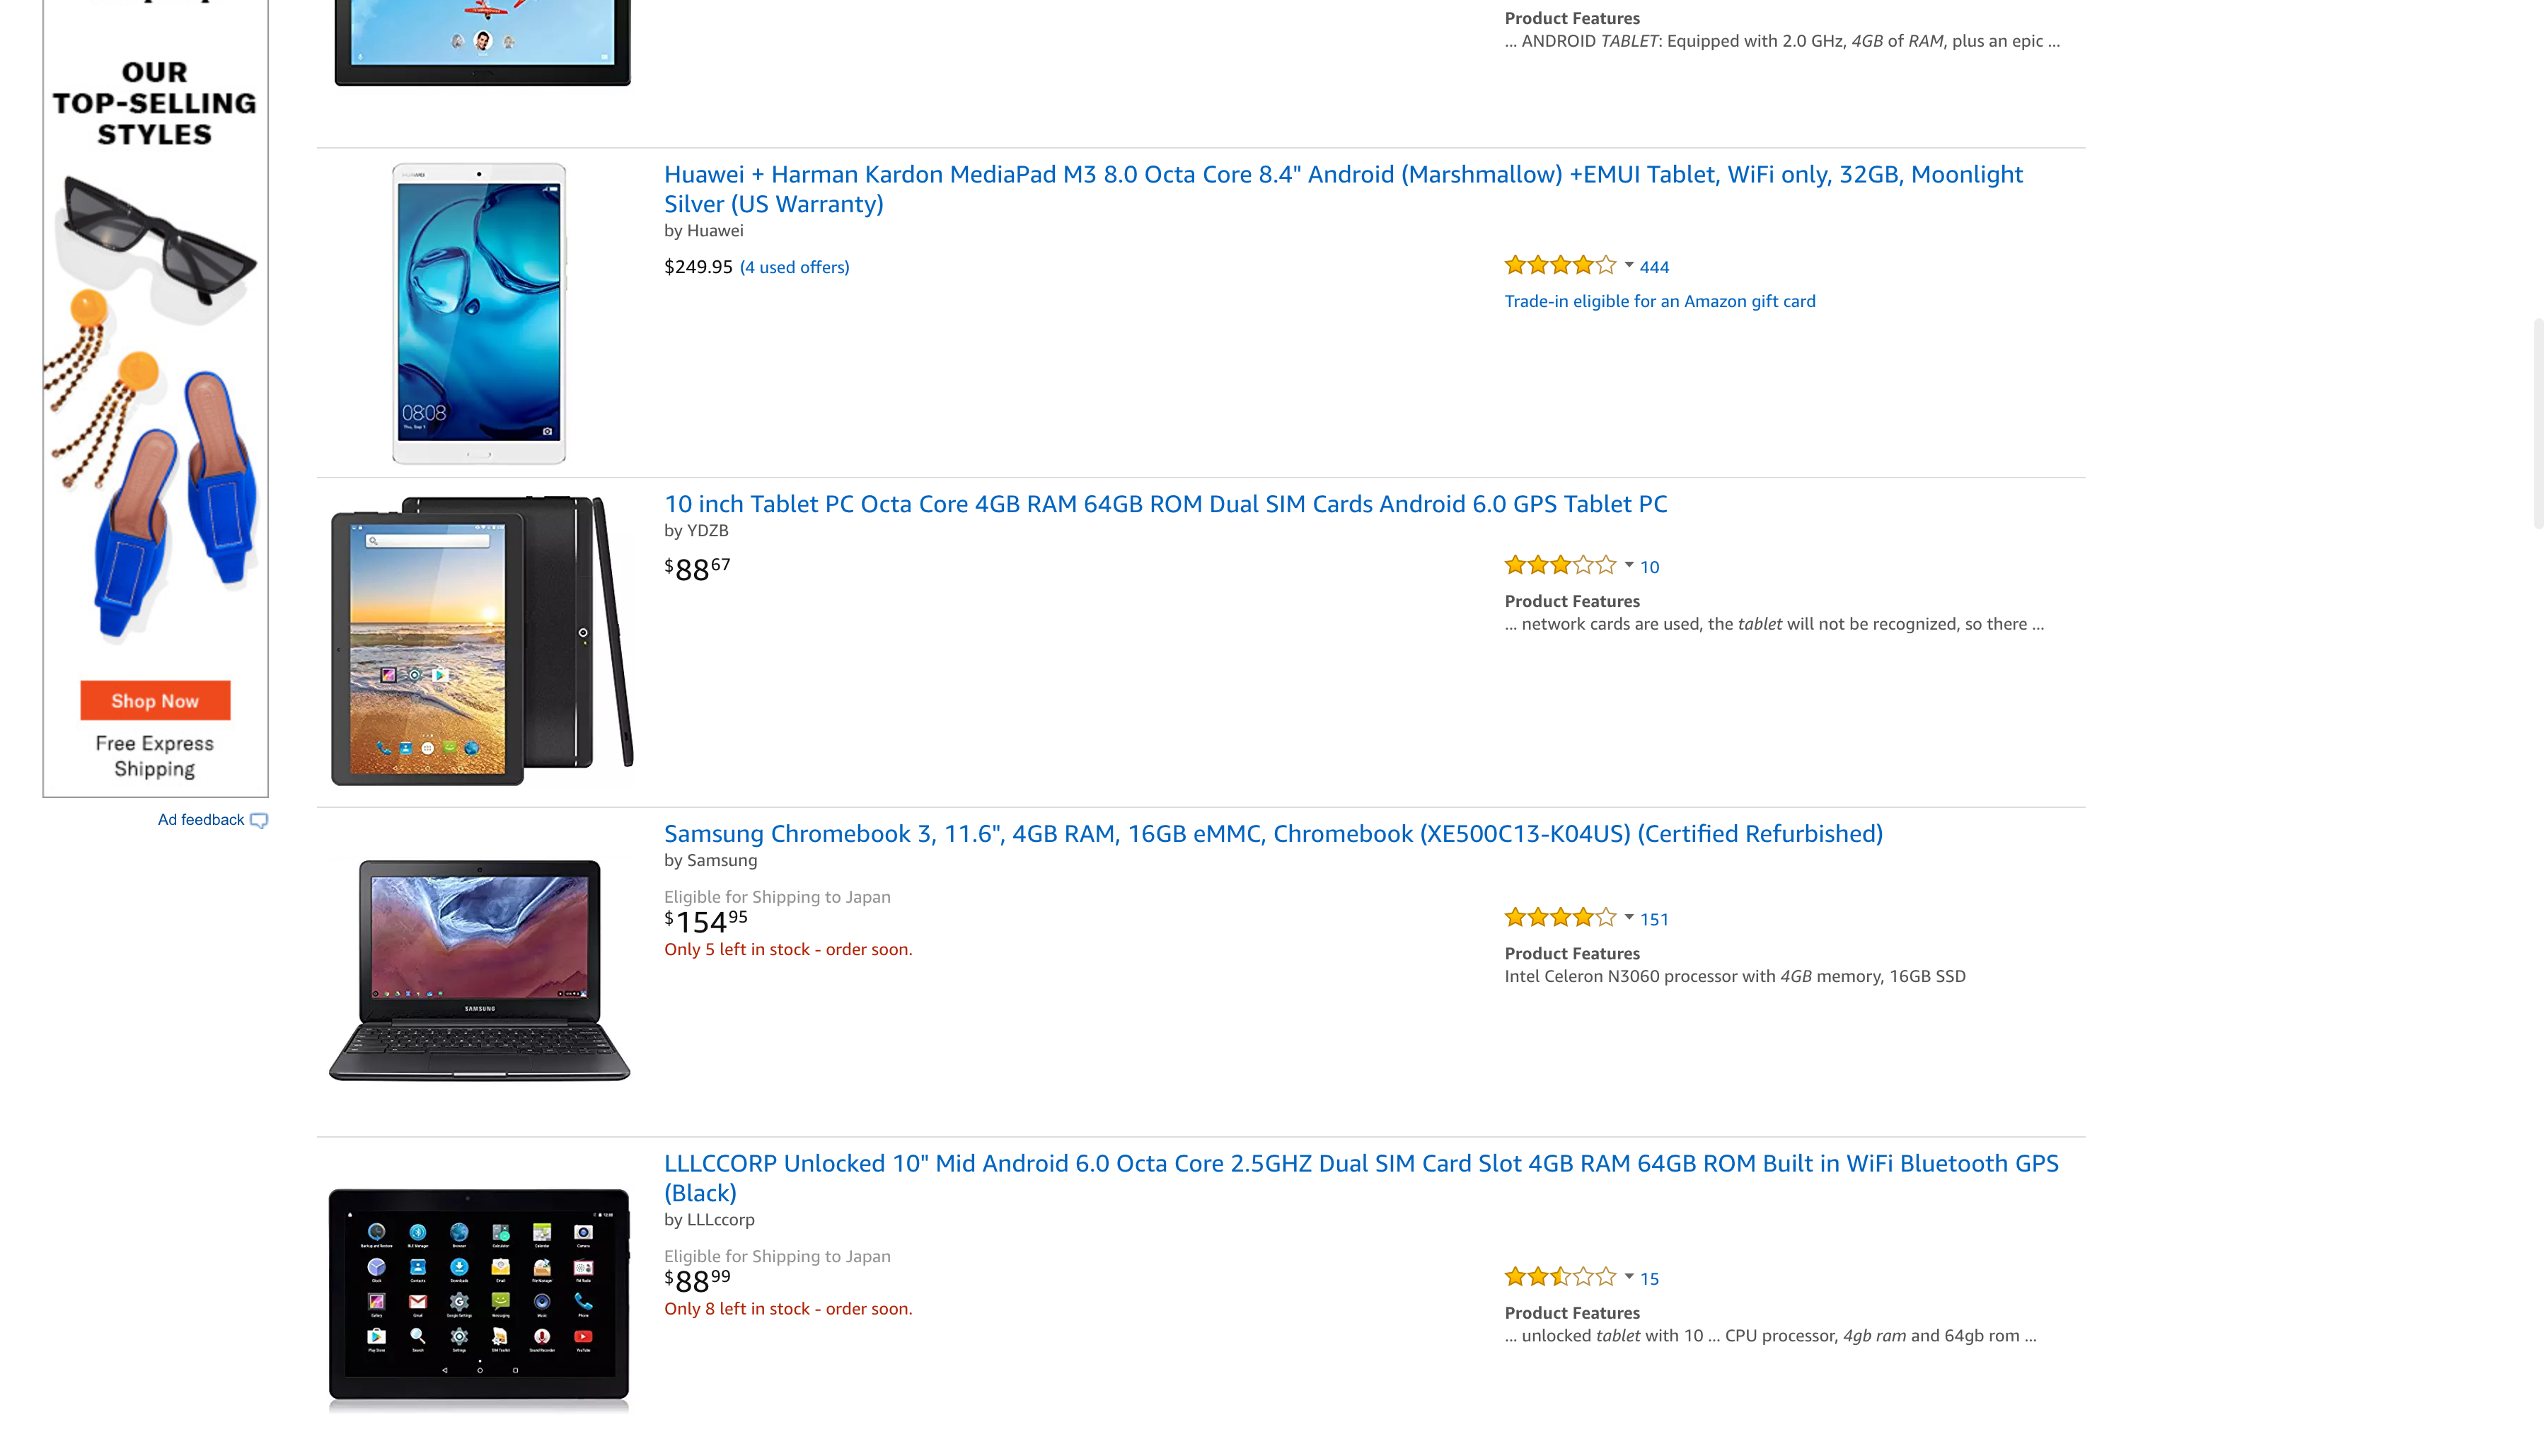 OUR
TOP-SELLING
STYLES
Shop Now
Free Express
Shipping
Ad feedback
Product Features
... ANDROID TABLET: Equipped with 2.0 GHz, 4GB of RAM, plus an epic ...
HUAWEI
08:08
Huawei + Harman Kardon MediaPad M3 8.0 Octa Core 8.4" Android (Marshmallow) +EMUI Tablet, WiFi only, 32GB, Moonlight
Silver (US Warranty)
by Huawei
$249.95 (4 used offers)
444
Trade-in eligible for an Amazon gift card
10 inch Tablet PC Octa Core 4GB RAM 64GB ROM Dual SIM Cards Android 6.0 GPS Tablet PC
by YDZB
$88 67
10
Product Features
... network cards are used, the tablet will not be recognized, so there ...
SAMSUNG
Samsung Chromebook 3, 11.6", 4GB RAM, 16GB eMMC, Chromebook (XE500C13-K04US) (Certified Refurbished)
by Samsung
Eligible for Shipping to Japan
$154 95
Only 5 left in stock - order soon.
151
Product Features
Intel Celeron N3060 processor with 4GB memory, 16GB SSD
LLLCCORP Unlocked 10" Mid Android 6.0 Octa Core 2.5GHZ Dual SIM Card Slot 4GB RAM 64GB ROM Built in WiFi Bluetooth GPS
(Black)
by LLLccorp
Eligible for Shipping to Japan
$88 99
Only 8 left in stock - order soon.
15
Product Features
... unlocked tablet with 10 ... CPU processor, 4gb ram and 64gb rom ...